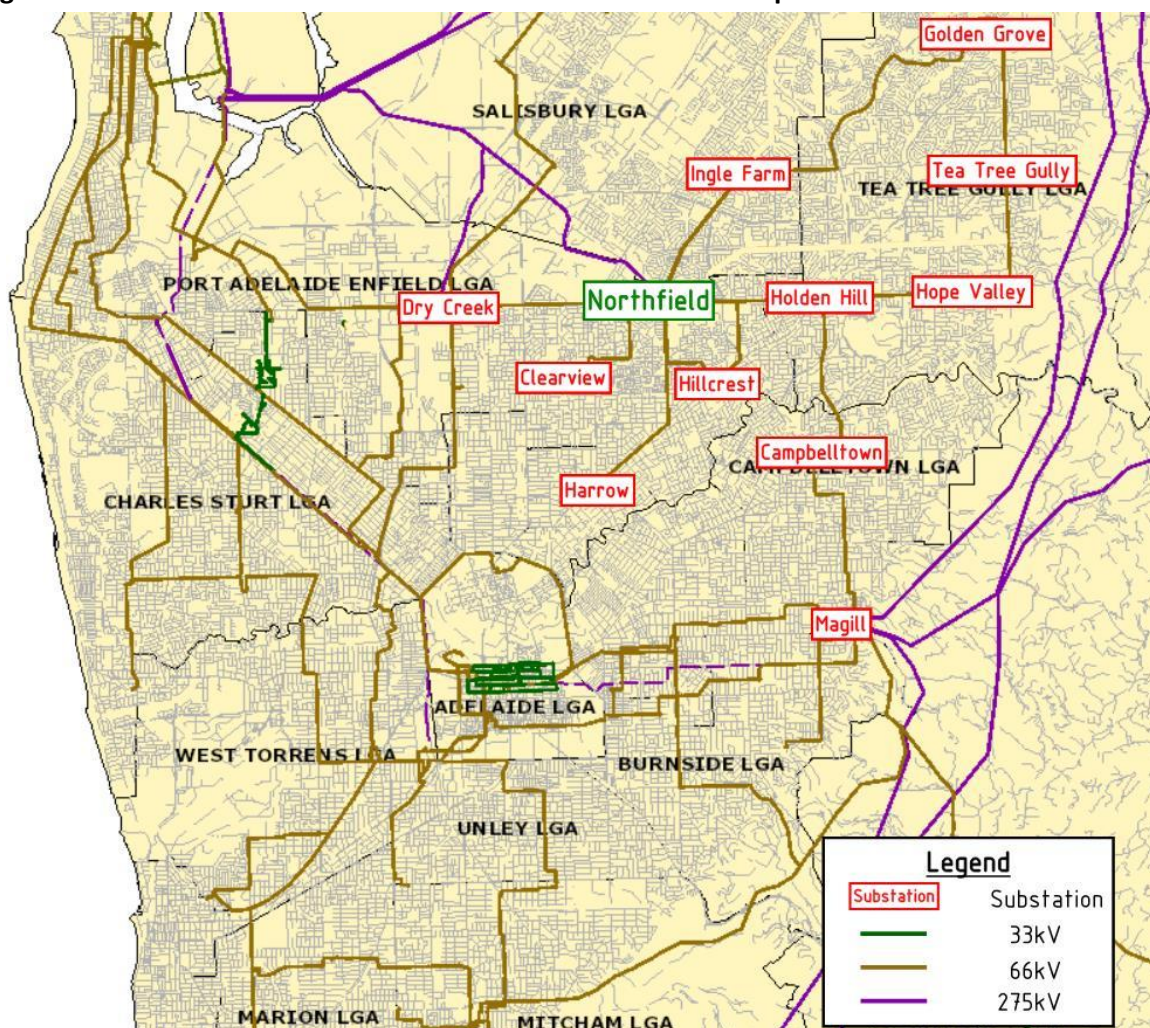 Golden Grove
SALISBURY LGA
Ingle Farm
Tea Tree Gully
TEA TREE GULLY LGA
PORT ADELAIDE ENFIELD LGA
Dry Creek
Northfield
Holden Hill
Hope Valley
Clearview
Hillcrest
Campbelltown
CAMPBELLTOWN LGA
Harrow
CHARLES STURT LGA
Magill
ADELAIDE LGA
WEST TORRENS LGA
BURNSIDE LGA
UNLEY LGA
Legend
Substation Substation
33kV
66kV
275kV
MARION LGA
MITCHAM LGA